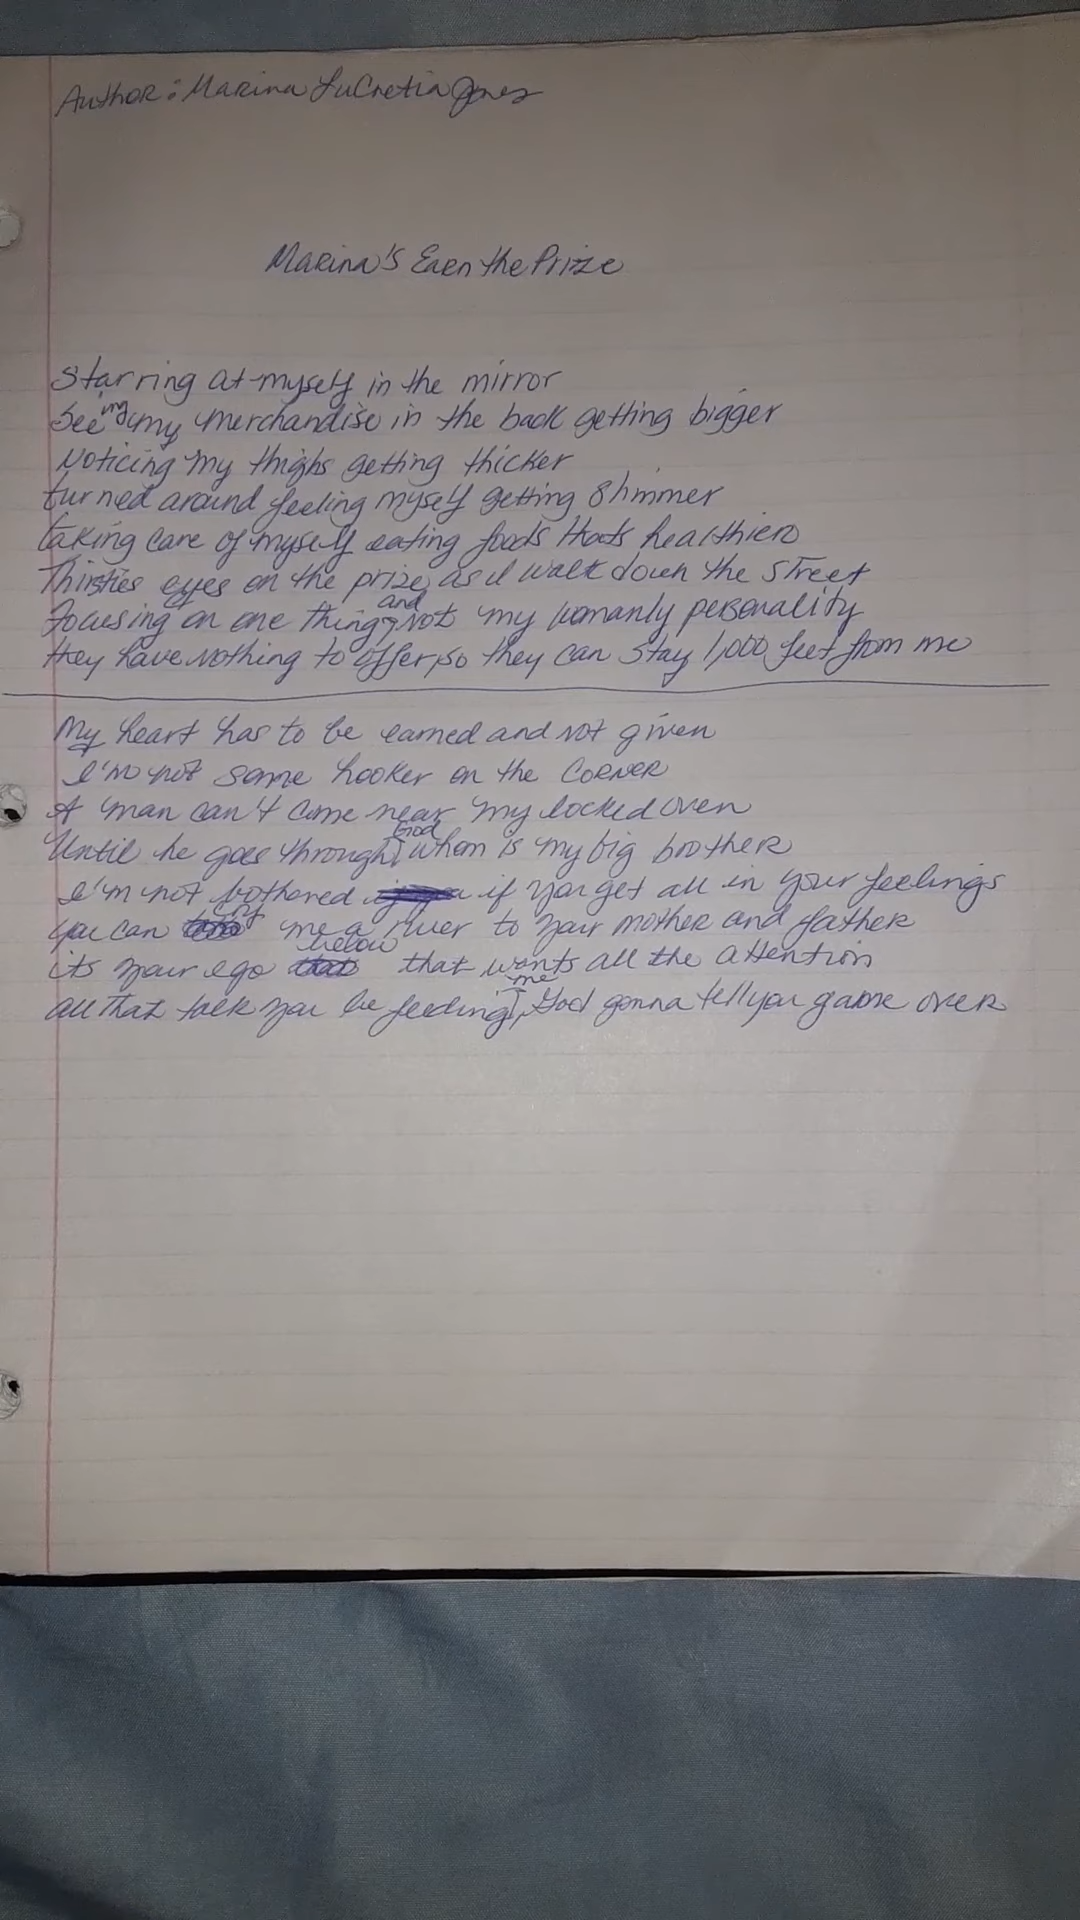 Author: Marina LuCretia Jones
Marina's Earn the Prize
Starring at myself in the mirror
Seeing my merchandise in the back getting bigger
Noticing my thighs getting thicker
turned around feeling myself getting shimmer
taking care of myself eating foods thats healthier
Thirsties eyes on the prize, as I walk down the street
Focusing on one thing and not my womanly personality
they have nothing to offer, so they can stay 1,000 feet from me
My heart has to be earned and not given
I'm not some hooker on the corner
A man can't come near my locked oven
Until he goes through God whom is my big brother
I'm not bothered if you get all in your feelings
you can cry me a river to your mother and father
its your ego below that wants all the attention
all that talk you be feeding me, God gonna tell you game over